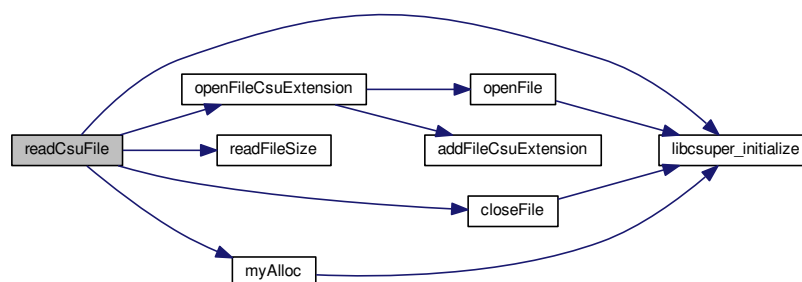 openFileCsuExtension
openFile
readCsuFile
readFileSize
addFileCsuExtension
libcsuper_initialize
closeFile
myAlloc